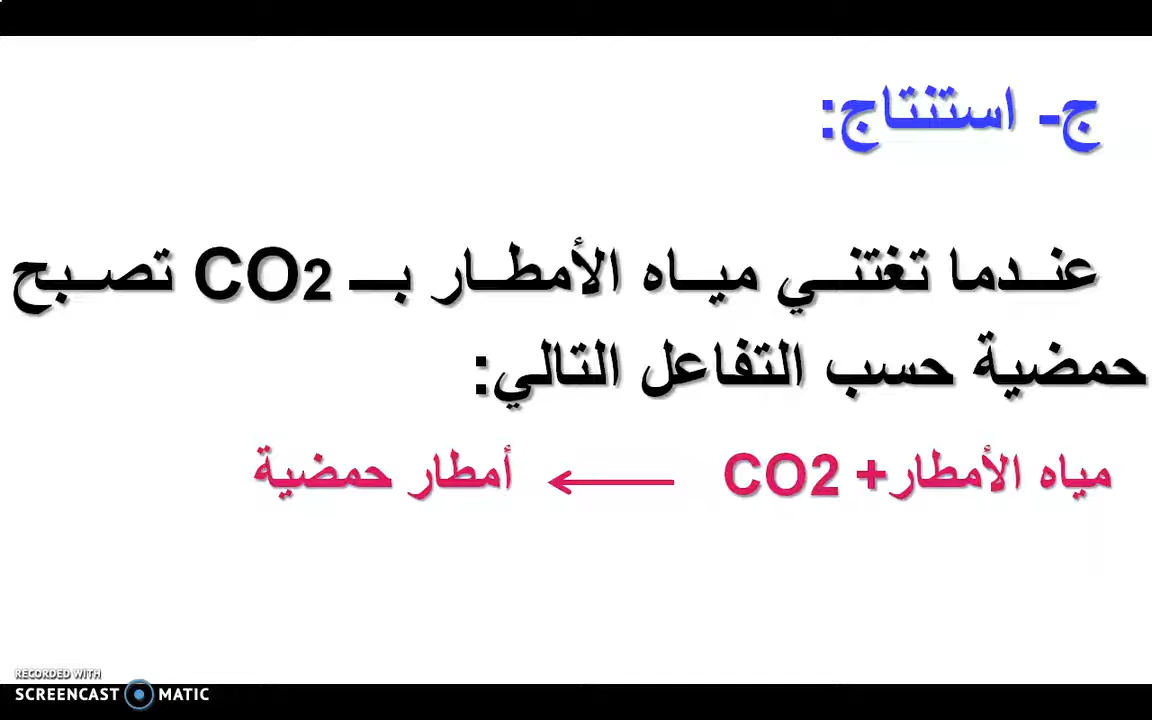 ج- استنتاج:
عندما تغتني مياه الأمطار بـ CO2 تصبح
حمضية حسب التفاعل التالي:
مياه الأمطار+ CO2 ← أمطار حمضية
RECORDED WITH
SCREENCAST MATIC